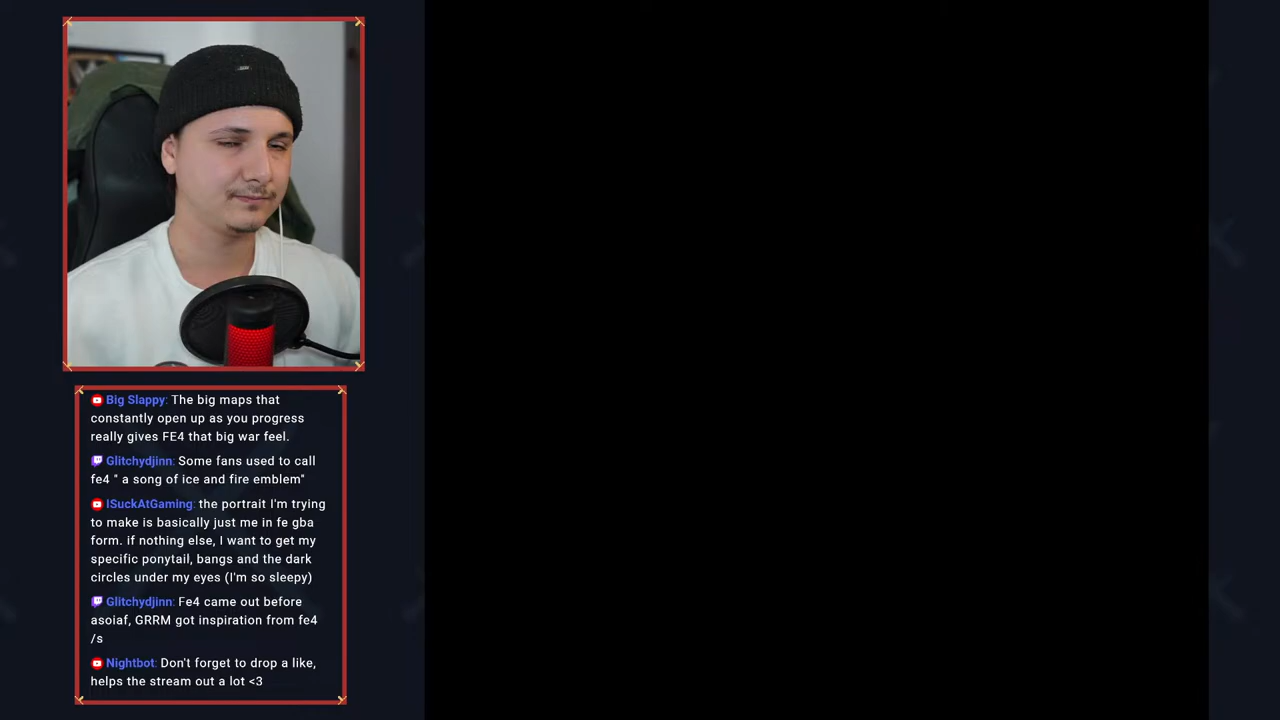 Big Slappy: The big maps that
constantly open up as you progress
really gives FE4 that big war feel.
Glitchydjinn: Some fans used to call
fe4 " a song of ice and fire emblem"
ISuckAtGaming: the portrait I'm trying
to make is basically just me in fe gba
form. if nothing else, I want to get my
specific ponytail, bangs and the dark
circles under my eyes (I'm so sleepy)
Glitchydjinn: Fe4 came out before
asoiaf, GRRM got inspiration from fe4
/s
Nightbot: Don't forget to drop a like,
helps the stream out a lot <3